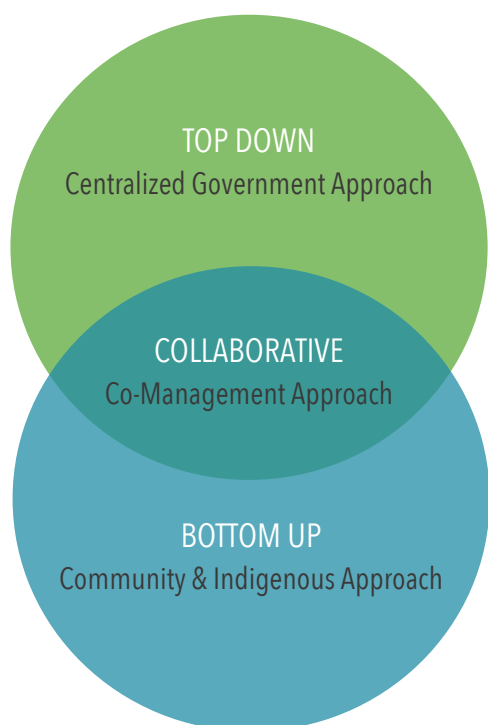 TOP DOWN
Centralized Government Approach
COLLABORATIVE
Co-Management Approach
BOTTOM UP
Community & Indigenous Approach